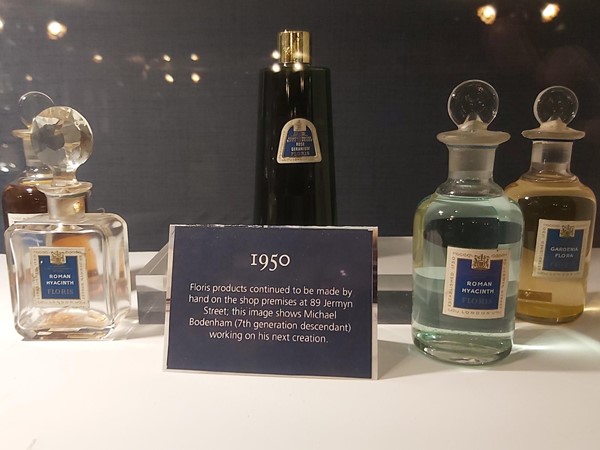 ROSE
GERANIUM
FLORIS
ROMAN
HYACINTH
FLORIS
1950
Floris products continued to be made by
hand on the shop premises at 89 Jermyn
Street; this image shows Michael
Bodenham (7th generation descendant)
working on his next creation.
ROMAN
HYACINTH
FLORIS
GARDENIA
FLORIS